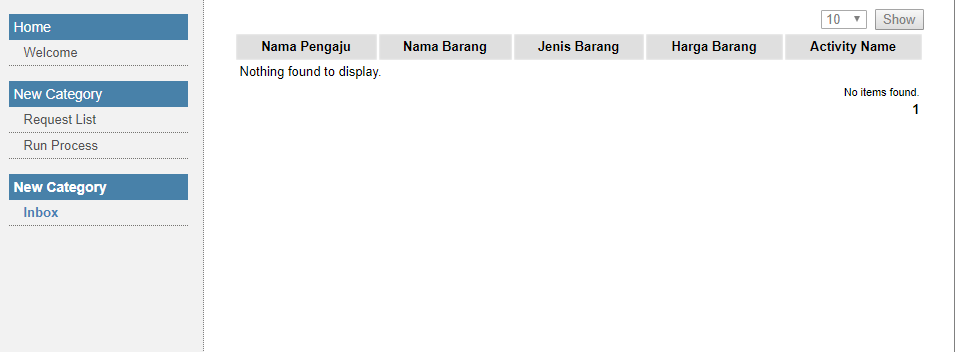 Home
Welcome
New Category
Request List
Run Process
New Category
Inbox
10 Show
Nama Pengaju Nama Barang Jenis Barang Harga Barang Activity Name
Nothing found to display.
No items found.
1